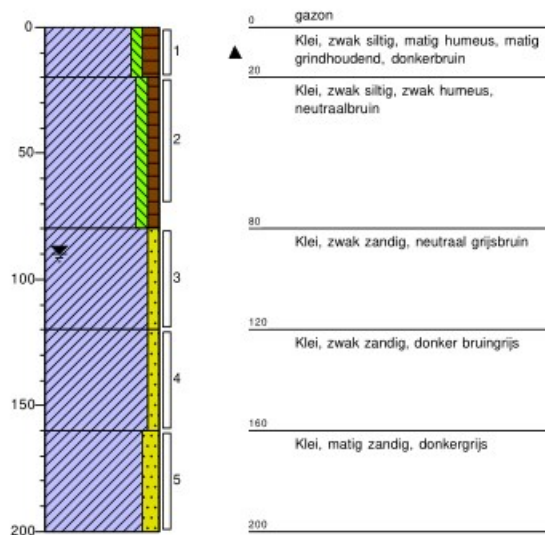 0
50
100
150
200
1
2
3
4
5
0
gazon
Klei, zwak siltig, matig humeus, matig
grindhoudend, donkerbruin
20
Klei, zwak siltig, zwak humeus,
neutraalbruin
80
Klei, zwak zandig, neutraal grijsbruin
120
Klei, zwak zandig, donker bruingrijs
160
Klei, matig zandig, donkergrijs
200